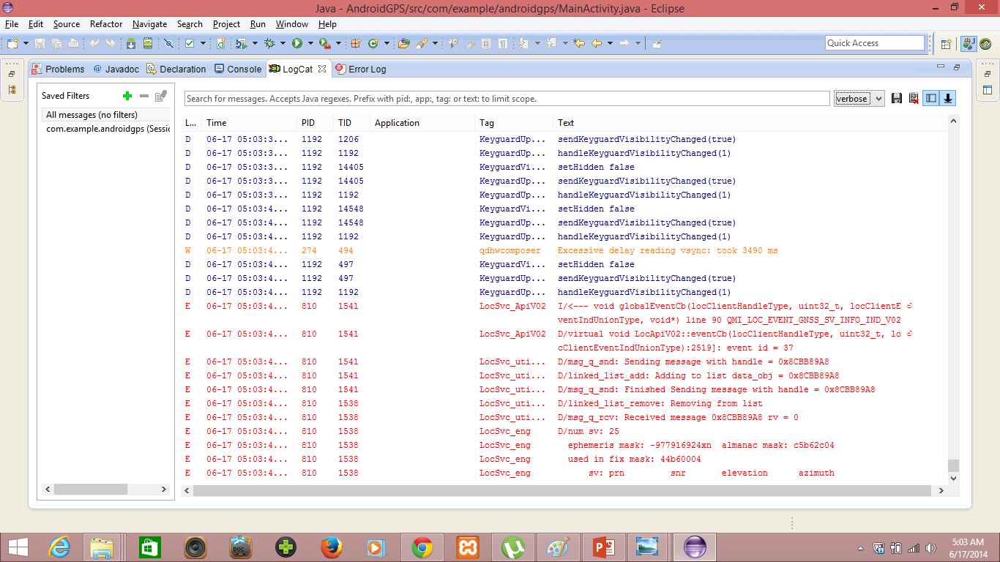 Java - AndroidGPS/src/com/example/androidgps/MainActivity.java - Eclipse
File Edit Source Refactor Navigate Search Project Run Window Help
Quick Access
Problems @ Javadoc Declaration Console LogCat Error Log
Saved Filters
All messages (no filters)
com.example.androidgps (Sessic
Search for messages. Accepts Java regexes. Prefix with pid:, app:, tag: or text: to limit scope.
verbose
L... Time PID TID Application Tag Text
D 06-17 05:03:3... 1192 1206 KeyguardUp... sendKeyguardVisibilityChanged(true)
D 06-17 05:03:3... 1192 1192 KeyguardUp... handleKeyguardVisibilityChanged(1)
D 06-17 05:03:3... 1192 14405 KeyguardVi... setHidden false
D 06-17 05:03:3... 1192 14405 KeyguardUp... sendKeyguardVisibilityChanged(true)
D 06-17 05:03:3... 1192 1192 KeyguardUp... handleKeyguardVisibilityChanged(1)
D 06-17 05:03:4... 1192 14548 KeyguardVi... setHidden false
D 06-17 05:03:4... 1192 14548 KeyguardUp... sendKeyguardVisibilityChanged(true)
D 06-17 05:03:4... 1192 1192 KeyguardUp... handleKeyguardVisibilityChanged(1)
W 06-17 05:03:4... 274 494 qdhwcomposer Excessive delay reading vsync: took 3490 ms
D 06-17 05:03:4... 1192 497 KeyguardVi... setHidden false
D 06-17 05:03:4... 1192 497 KeyguardUp... sendKeyguardVisibilityChanged(true)
D 06-17 05:03:4... 1192 1192 KeyguardUp... handleKeyguardVisibilityChanged(1)
E 06-17 05:03:4... 810 1541 LocSvc_ApiV02 I/<--- void globalEventCb(locClientHandleType, uint32_t, locClientE
ventIndUnionType, void*) line 90 QMI_LOC_EVENT_GNSS_SV_INFO_IND_V02
E 06-17 05:03:4... 810 1541 LocSvc_ApiV02 D/virtual void LocApiV02::eventCb(locClientHandleType, uint32_t, lo
cClientEventIndUnionType):2519]: event id = 37
E 06-17 05:03:4... 810 1541 LocSvc_uti... D/msg_q_snd: Sending message with handle = 0x8CBB89A8
E 06-17 05:03:4... 810 1541 LocSvc_uti... D/linked_list_add: Adding to list data_obj = 0x8CBB89A8
E 06-17 05:03:4... 810 1541 LocSvc_uti... D/msg_q_snd: Finished Sending message with handle = 0x8CBB89A8
E 06-17 05:03:4... 810 1538 LocSvc_uti... D/linked_list_remove: Removing from list
E 06-17 05:03:4... 810 1538 LocSvc_uti... D/msg_q_rcv: Received message 0x8CBB89A8 rv = 0
E 06-17 05:03:4... 810 1538 LocSvc_eng D/num sv: 25
E 06-17 05:03:4... 810 1538 LocSvc_eng ephemeris mask: -977916924xn almanac mask: c5b62c04
E 06-17 05:03:4... 810 1538 LocSvc_eng used in fix mask: 44b60004
E 06-17 05:03:4... 810 1538 LocSvc_eng sv: prn snr elevation azimuth
5:03 AM
6/17/2014